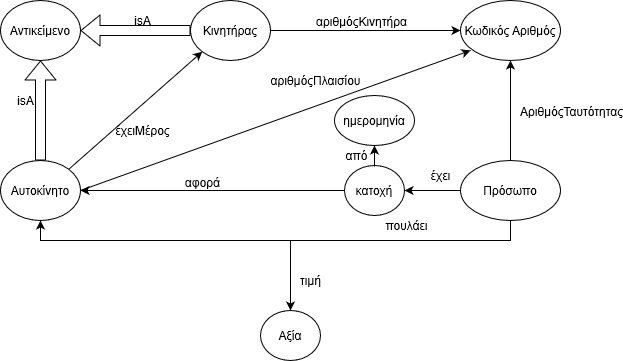 Αντικείμενο
isA
Κινητήρας
αριθμόςΚινητήρα
Κωδικός Αριθμός
isA
έχειΜέρος
αριθμόςΠλαισίου
ημερομηνία
ΑριθμόςΤαυτότητας
από
Αυτοκίνητο
αφορά
κατοχή
έχει
Πρόσωπο
πουλάει
τιμή
Αξία